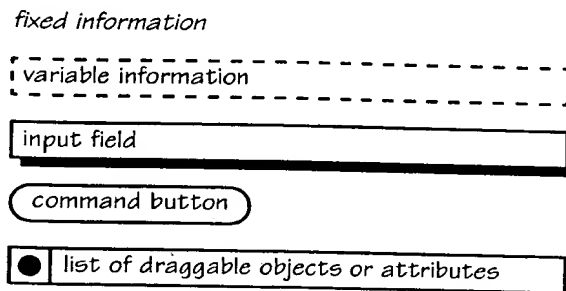 fixed information
variable information
input field
command button
list of draggable objects or attributes